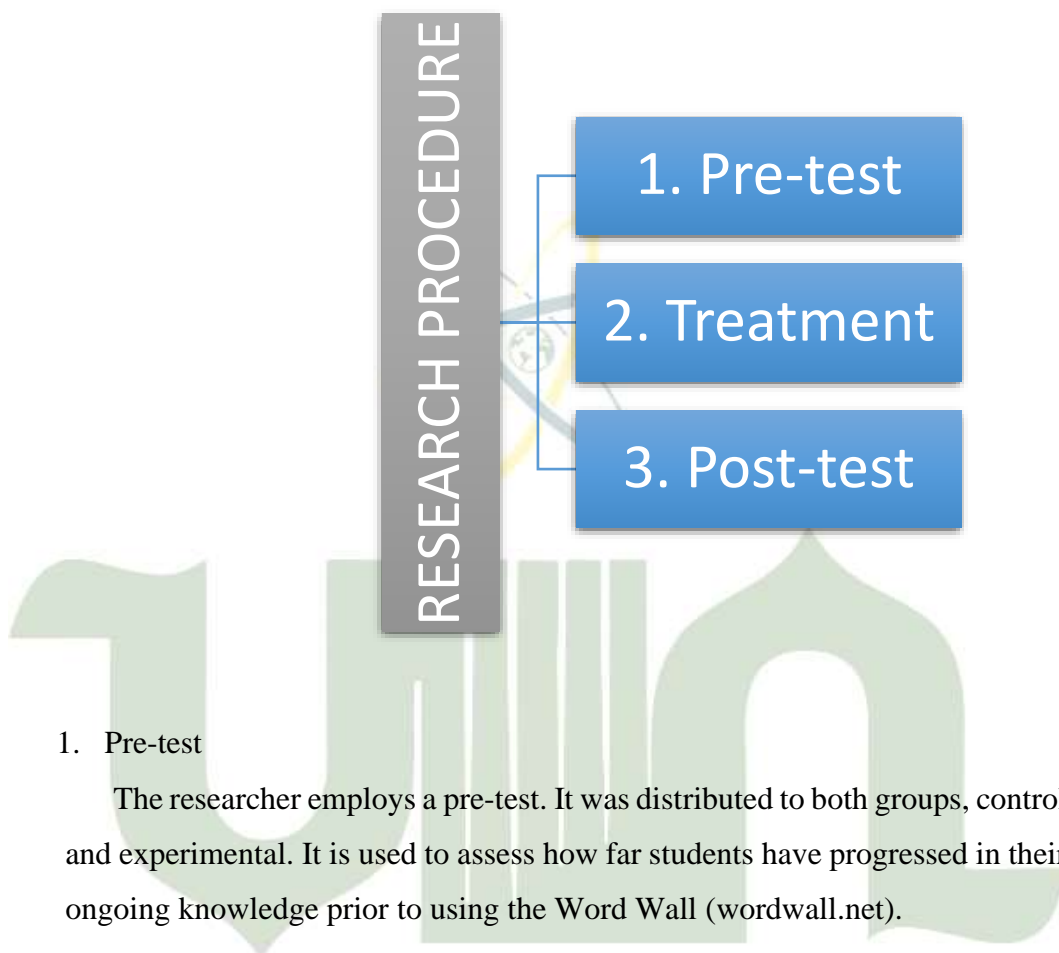 RESEARCH PROCEDURE
1. Pre-test
2. Treatment
3. Post-test
1. Pre-test
The researcher employs a pre-test. It was distributed to both groups, control
and experimental. It is used to assess how far students have progressed in their
ongoing knowledge prior to using the Word Wall (wordwall.net).